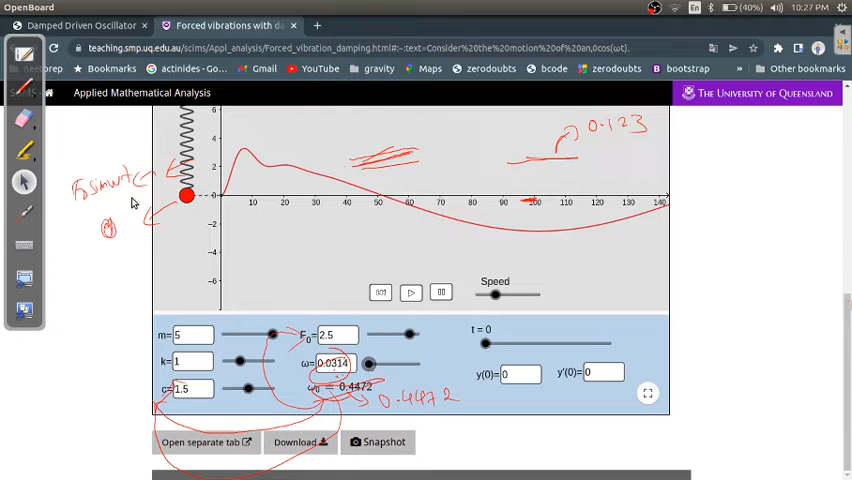 OpenBoard
En
(40%)
10:27 PM
Damped Driven Oscillator
Forced vibrations with da
teaching.smp.uq.edu.au/scims/Appl_analysis/Forced_vibration_damping.html#:~:text=Consider%20the%20motion%20of%20an,0cos(ωt).
Bookmarks
actinides - Go
Gmail
YouTube
gravity
Maps
zerodoubts
bcode
zerodoubts
bootstrap
»
Other bookmarks
Applied Mathematical Analysis
THE UNIVERSITY OF QUEENSLAND
6
4
2
0
−2
−4
−6
10 20 30 40 50 60 70 80 90 100 110 120 130 140
0.123
F₀ sinωt
Speed
m= 5
F₀= 2.5
t = 0
k= 1
ω= 0.0314
y(0)= 0
y'(0)= 0
c= 1.5
ω₀ = 0.4472
0.4472
Open separate tab
Download
Snapshot